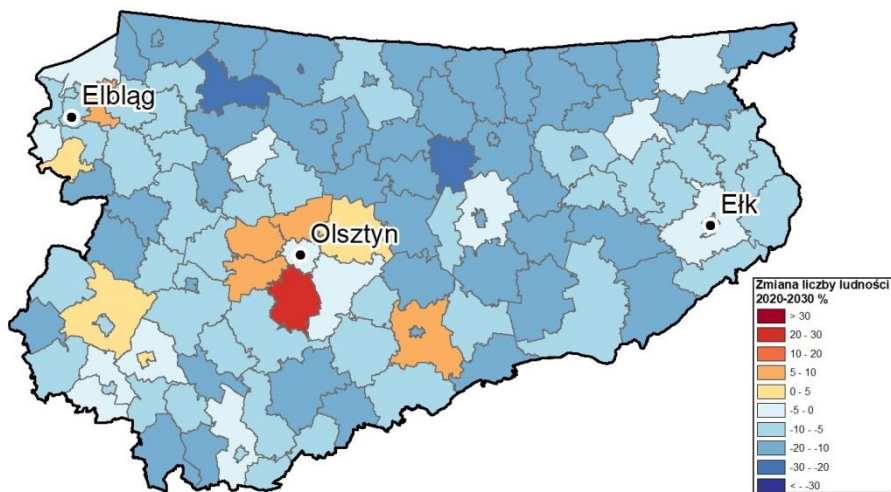 Elbląg
Olsztyn
Ełk
Zmiana liczby ludności
2020-2030 %
> 30
20 - 30
10 - 20
5 - 10
0 - 5
-5 - 0
-10 - -5
-20 - -10
-30 - -20
< - -30